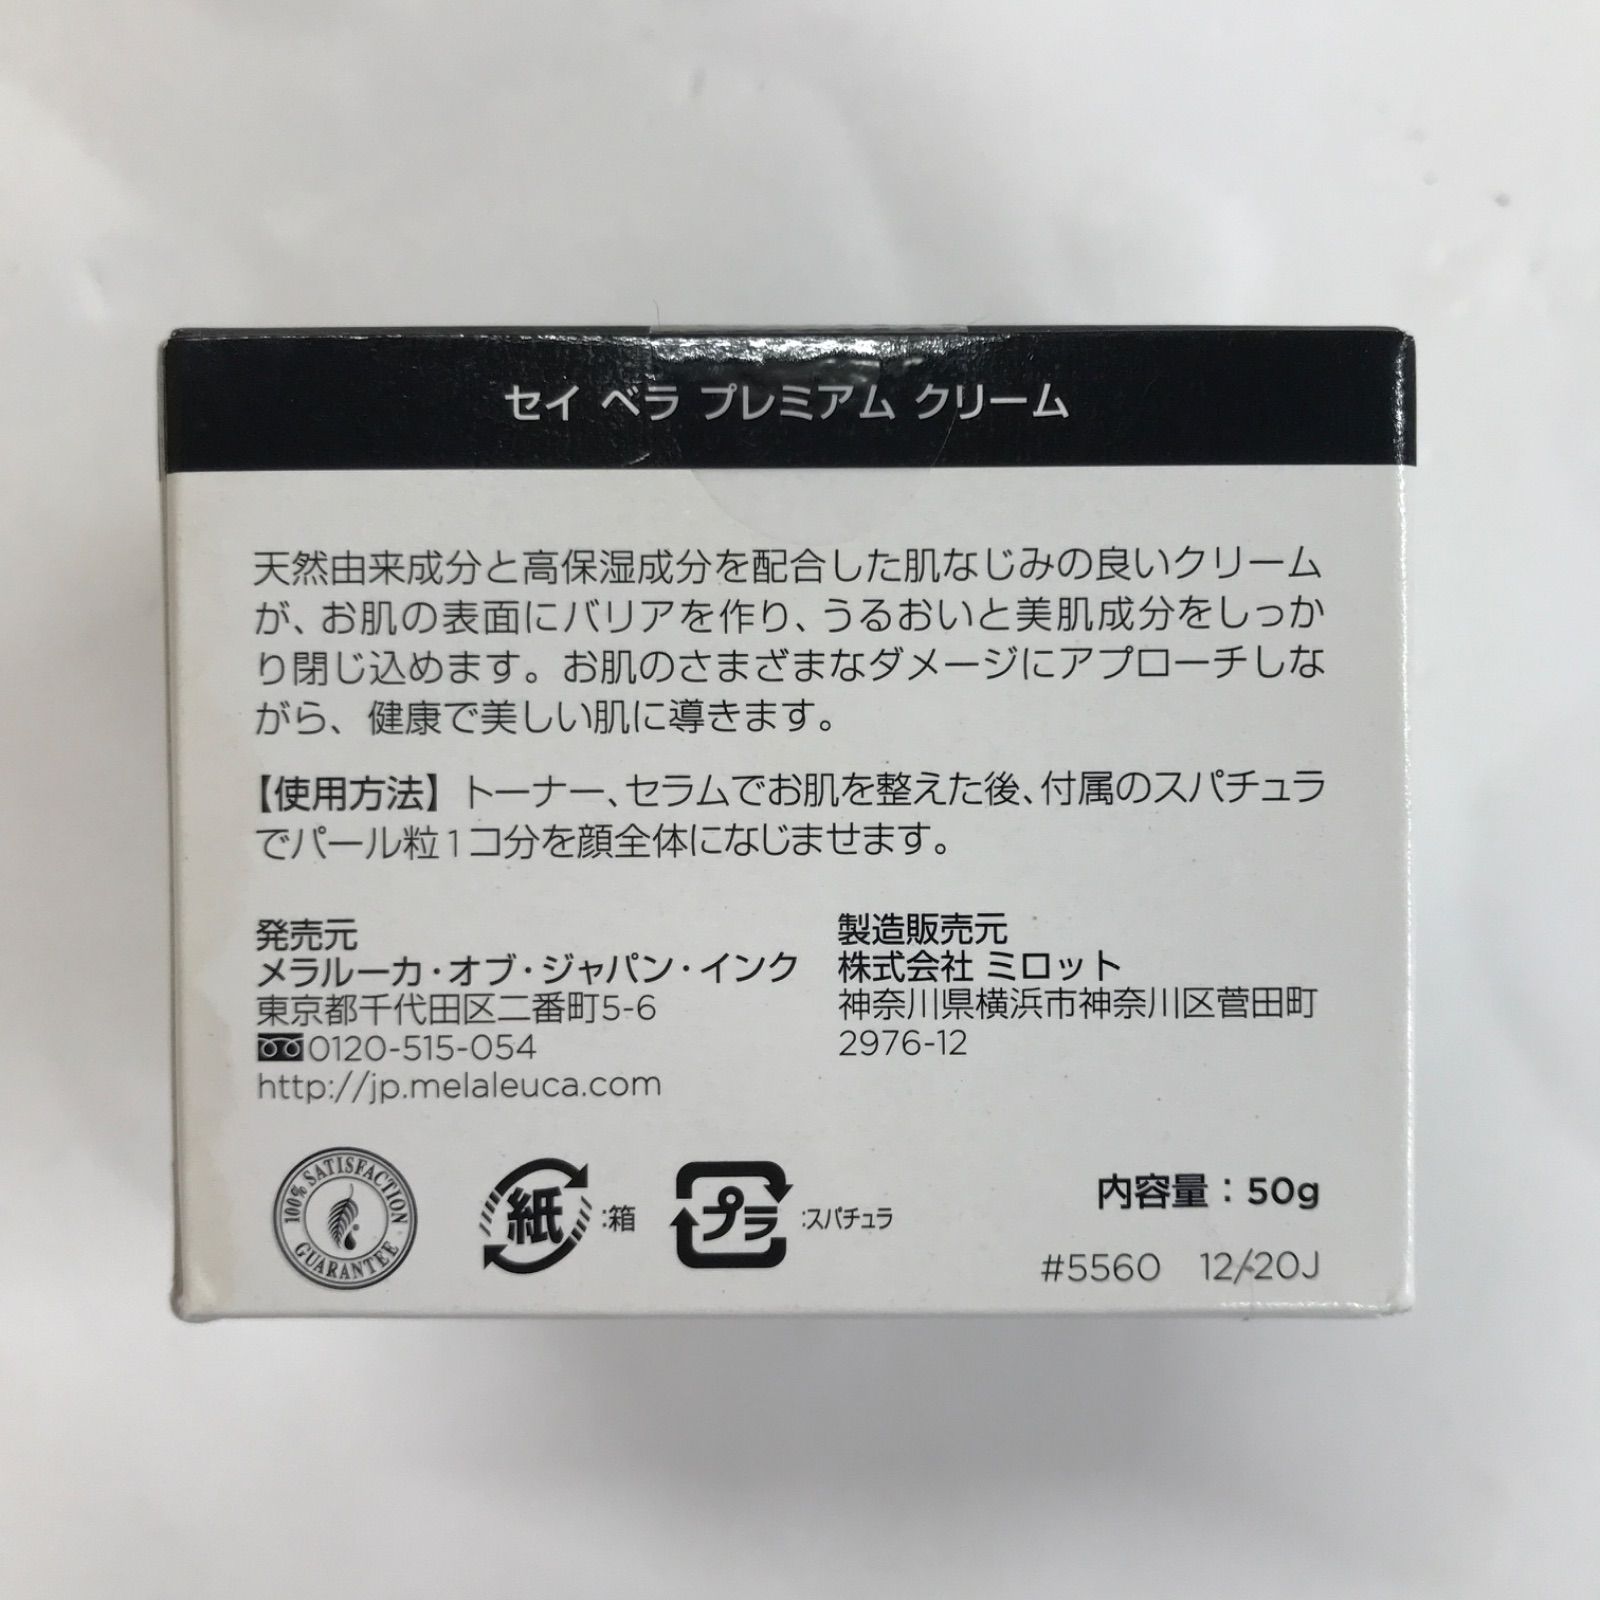 セイ ベラ プレミアム クリーム
天然由来成分と高保湿成分を配合した肌なじみの良いクリーム
が、お肌の表面にバリアを作り、うるおいと美肌成分をしっか
り閉じ込めます。お肌のさまざまなダメージにアプローチしな
がら、健康で美しい肌に導きます。
【使用方法】トーナー、セラムでお肌を整えた後、付属のスパチュラ
でパール粒1コ分を顔全体になじませます。
発売元
メラルーカ・オブ・ジャパン・インク
東京都千代田区二番町5-6
0120-515-054
http://jp.melaleuca.com
製造販売元
株式会社 ミロット
神奈川県横浜市神奈川区菅田町
2976-12
100% SATISFACTION GUARANTEE
紙 :箱
プラ :スパチュラ
内容量：50g
#5560 12/20J